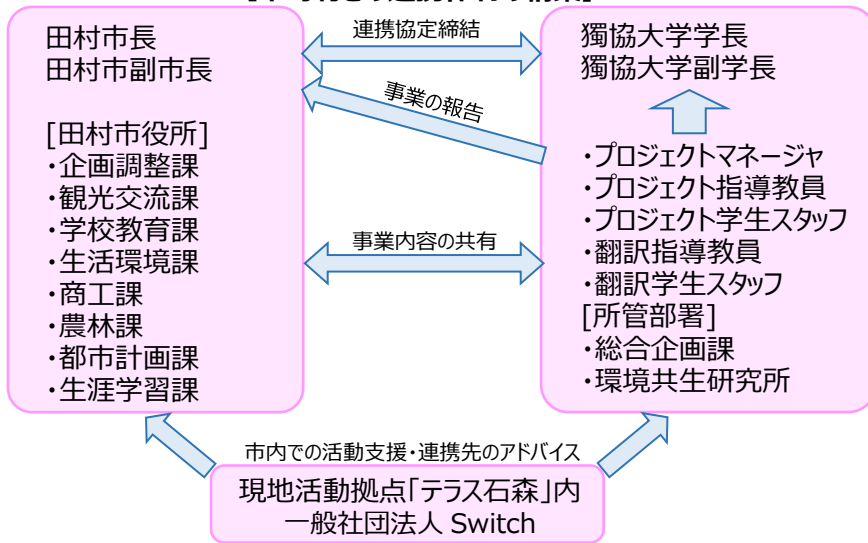 連携協定締結
田村市長
田村市副市長
[田村市役所]
・企画調整課
・観光交流課
・学校教育課
・生活環境課
・商工課
・農林課
・都市計画課
・生涯学習課
事業の報告
事業内容の共有
獨協大学学長
獨協大学副学長
・プロジェクトマネージャ
・プロジェクト指導教員
・プロジェクト学生スタッフ
・翻訳指導教員
・翻訳学生スタッフ
[所管部署]
・総合企画課
・環境共生研究所
市内での活動支援・連携先のアドバイス
現地活動拠点「テラス石森」内
一般社団法人 Switch